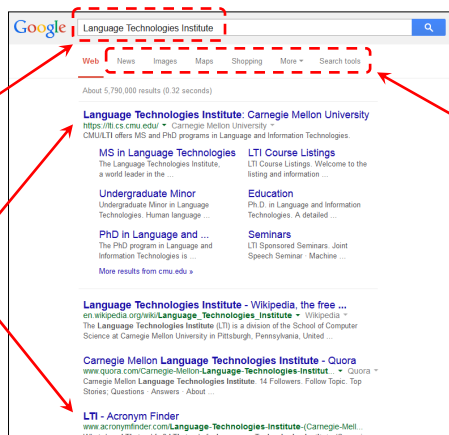 Google Language Technologies Institute
Web News Images Maps Shopping More Search tools
About 5,790,000 results (0.32 seconds)
Language Technologies Institute: Carnegie Mellon University
https://lti.cs.cmu.edu/ Carnegie Mellon University
CMU/LTI offers MS and PhD programs in Language and Information Technologies.
MS in Language Technologies
The Language Technologies Institute,
a world leader in the ...
LTI Course Listings
LTI Course Listings. Welcome to the
listing and information ...
Undergraduate Minor
Undergraduate Minor in Language
Technologies. Human language ...
Education
Ph.D. in Language and Information
Technologies. A detailed ...
PhD in Language and ...
The PhD program in Language and
Information Technologies is ...
Seminars
LTI Sponsored Seminars. Joint
Speech Seminar · Machine ...
More results from cmu.edu »
Language Technologies Institute - Wikipedia, the free ...
en.wikipedia.org/wiki/Language_Technologies_Institute Wikipedia
The Language Technologies Institute (LTI) is a division of the School of Computer
Science at Carnegie Mellon University in Pittsburgh, Pennsylvania, United ...
Carnegie Mellon Language Technologies Institute - Quora
www.quora.com/Carnegie-Mellon-Language-Technologies-Institut... Quora
Carnegie Mellon Language Technologies Institute. 14 Followers. Follow Topic. Top
Stories; Questions · Answers · About ...
LTI - Acronym Finder
www.acronymfinder.com/Language-Technologies-Institute-(Carnegie-Mell...